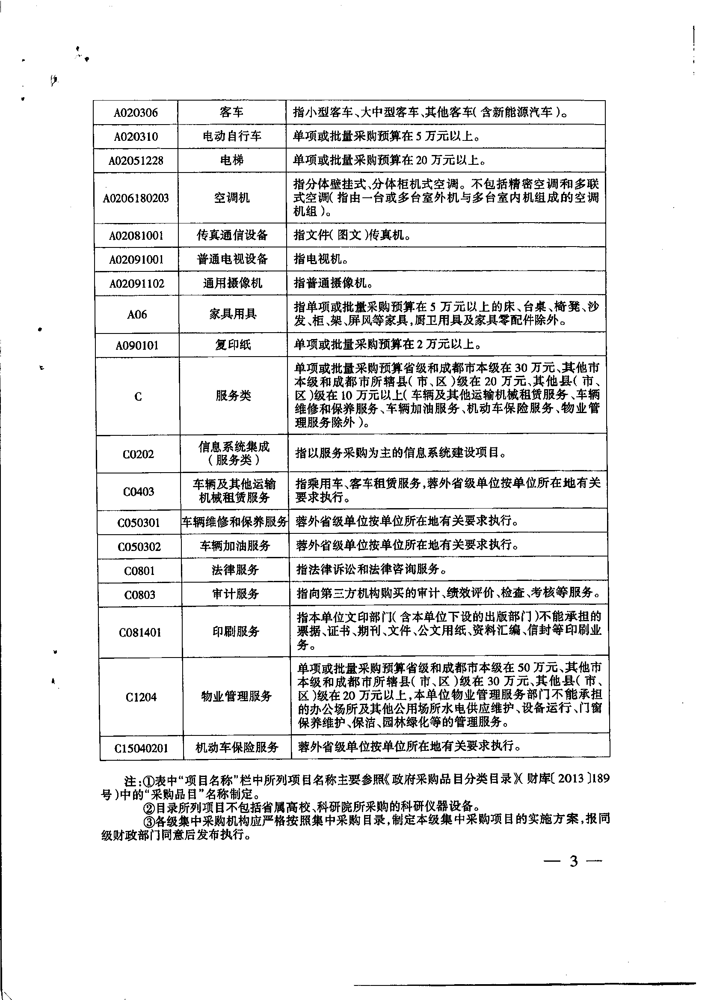 A020306 客车 指小型客车、大中型客车、其他客车(含新能源汽车)。
A020310 电动自行车 单项或批量采购预算在5万元以上。
A02051228 电梯 单项或批量采购预算在20万元以上。
A0206180203 空调机 指分体壁挂式、分体柜机式空调。不包括精密空调和多联
式空调(指由一台或多台室外机与多台室内机组成的空调
机组)。
A02081001 传真通信设备 指文件(图文)传真机。
A02091001 普通电视设备 指电视机。
A02091102 通用摄像机 指普通摄像机。
A06 家具用具 指单项或批量采购预算在5万元以上的床、台桌、椅凳、沙
发、柜、架、屏风等家具,厨卫用具及家具零配件除外。
A090101 复印纸 单项或批量采购预算在2万元以上。
C 服务类 单项或批量采购预算省级和成都市本级在30万元、其他市
本级和成都市所辖县(市、区)级在20万元、其他县(市、
区)级在10万元以上(车辆及其他运输机械租赁服务、车辆
维修和保养服务、车辆加油服务、机动车保险服务、物业管
理服务除外)。
C0202 信息系统集成
(服务类) 指以服务采购为主的信息系统建设项目。
C0403 车辆及其他运输
机械租赁服务 指乘用车、客车租赁服务,蓉外省级单位按单位所在地有关
要求执行。
C050301 车辆维修和保养服务 蓉外省级单位按单位所在地有关要求执行。
C050302 车辆加油服务 蓉外省级单位按单位所在地有关要求执行。
C0801 法律服务 指法律诉讼和法律咨询服务。
C0803 审计服务 指向第三方机构购买的审计、绩效评价、检查、考核等服务。
C081401 印刷服务 指本单位文印部门(含本单位下设的出版部门)不能承担的
票据、证书、期刊、文件、公文用纸、资料汇编、信封等印刷业
务。
C1204 物业管理服务 单项或批量采购预算省级和成都市本级在50万元、其他市
本级和成都市所辖县(市、区)级在30万元、其他县(市、
区)级在20万元以上,本单位物业管理服务部门不能承担
的办公场所及其他公用场所水电供应维护、设备运行、门窗
保养维护、保洁、园林绿化等的管理服务。
C15040201 机动车保险服务 蓉外省级单位按单位所在地有关要求执行。
注:①表中“项目名称”栏中所列项目名称主要参照《政府采购品目分类目录》(财库〔2013〕189
号)中的“采购品目”名称制定。
②目录所列项目不包括省属高校、科研院所采购的科研仪器设备。
③各级集中采购机构应严格按照集中采购目录,制定本级集中采购项目的实施方案,报同
级财政部门同意后发布执行。
— 3 —